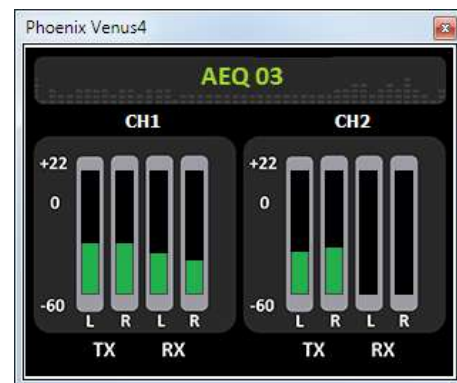 Phoenix Venus4
AEQ 03
CH1 CH2
+22 +22
0 0
-60 -60
L R L R L R L R
TX RX TX RX